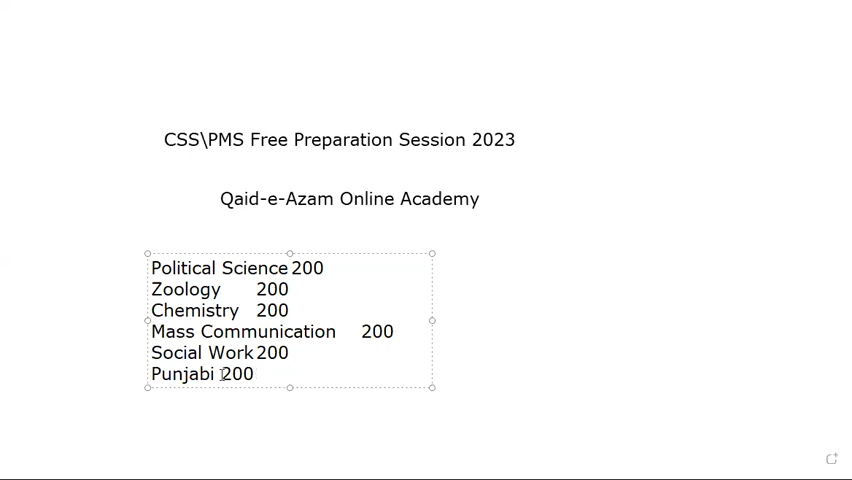 CSS\PMS Free Preparation Session 2023
Qaid-e-Azam Online Academy
Political Science 200
Zoology 200
Chemistry 200
Mass Communication 200
Social Work 200
Punjabi 200